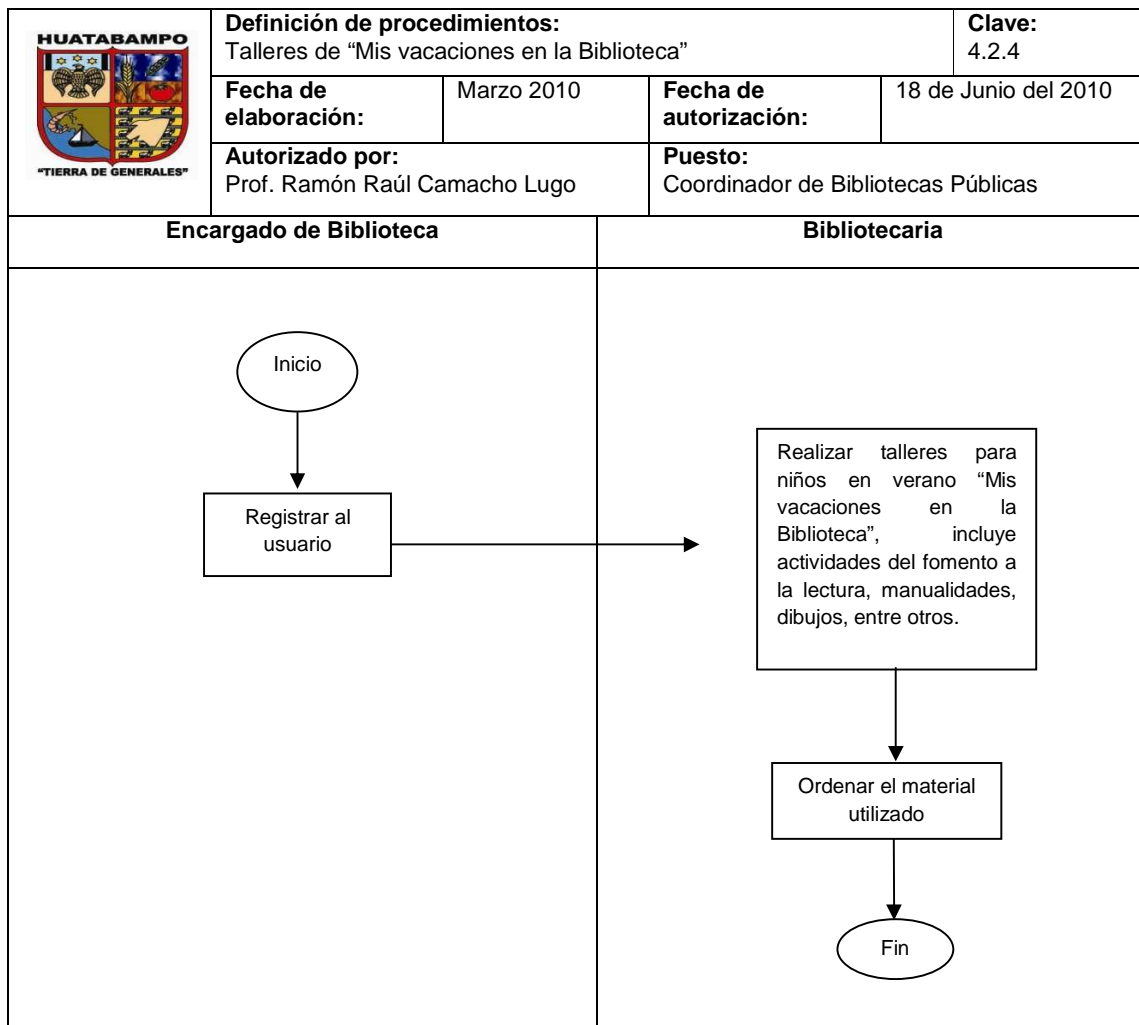 HUATABAMPO
"TIERRA DE GENERALES"
Definición de procedimientos:
Talleres de “Mis vacaciones en la Biblioteca”
Clave:
4.2.4
Fecha de
elaboración:
Marzo 2010
Fecha de
autorización:
18 de Junio del 2010
Autorizado por:
Prof. Ramón Raúl Camacho Lugo
Puesto:
Coordinador de Bibliotecas Públicas
Encargado de Biblioteca
Bibliotecaria
Inicio
Registrar al
usuario
Realizar talleres para
niños en verano “Mis
vacaciones en la
Biblioteca”, incluye
actividades del fomento a
la lectura, manualidades,
dibujos, entre otros.
Ordenar el material
utilizado
Fin